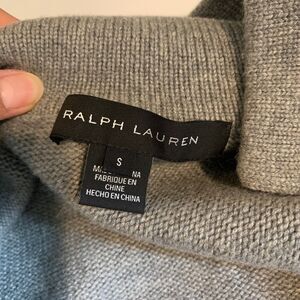 RALPH LAUREN
S
FABRIQUE EN
CHINE
HECHO EN CHINA